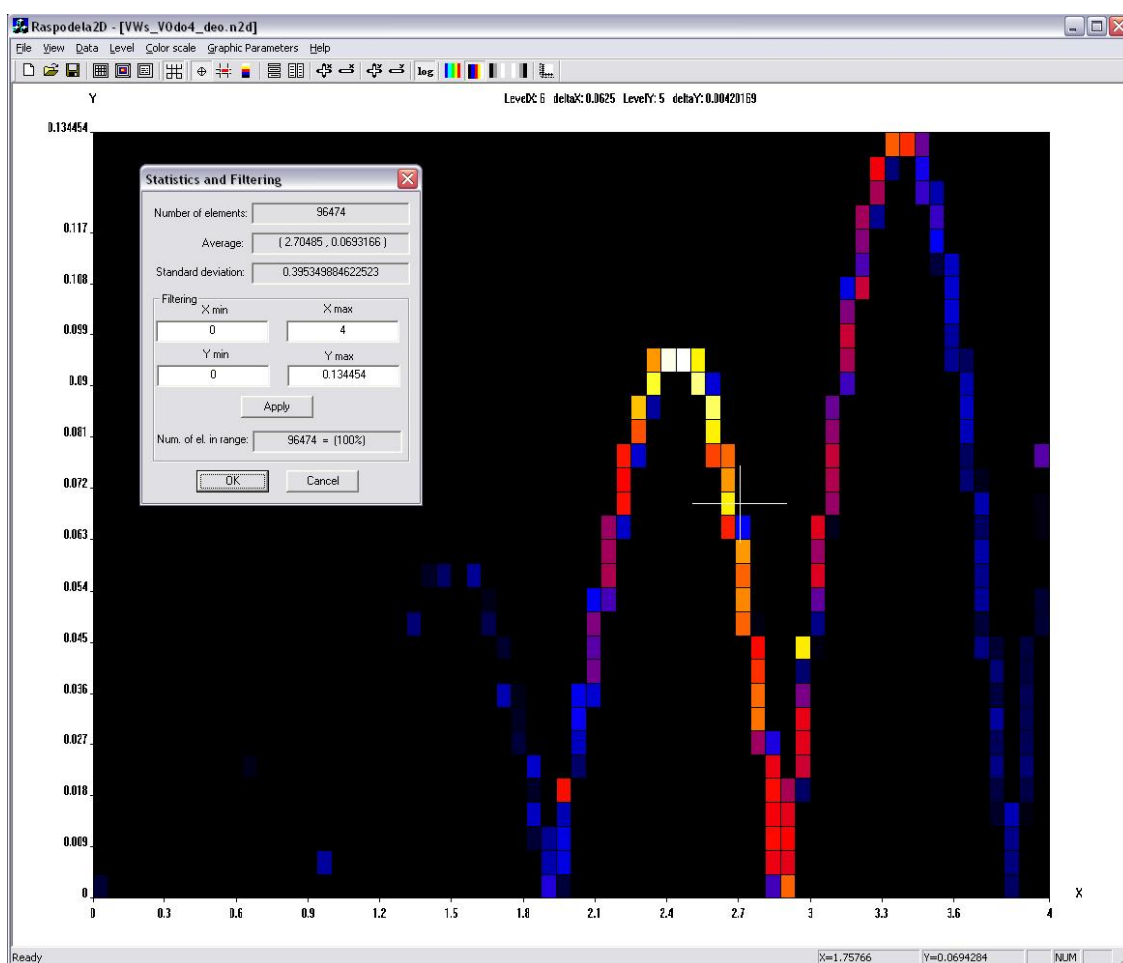 Raspodela2D - [VWs_V0do4_deo.n2d]
File View Data Level Color scale Graphic Parameters Help
log
Y
LevelX: 6 deltaX: 0.0625 LevelY: 5 deltaY: 0.00420169
0.134454
0.117
0.108
0.099
0.09
0.081
0.072
0.063
0.054
0.045
0.036
0.027
0.018
0.009
0
Statistics and Filtering
Number of elements: 96474
Average: ( 2.70485 , 0.0693166 )
Standard deviation: 0.395349884622523
Filtering
X min X max
0 4
Y min Y max
0 0.134454
Apply
Num. of el. in range: 96474 = (100%)
OK Cancel
X
0 0.3 0.6 0.9 1.2 1.5 1.8 2.1 2.4 2.7 3 3.3 3.6 4
Ready X=1.75766 Y=0.0694284 NUM